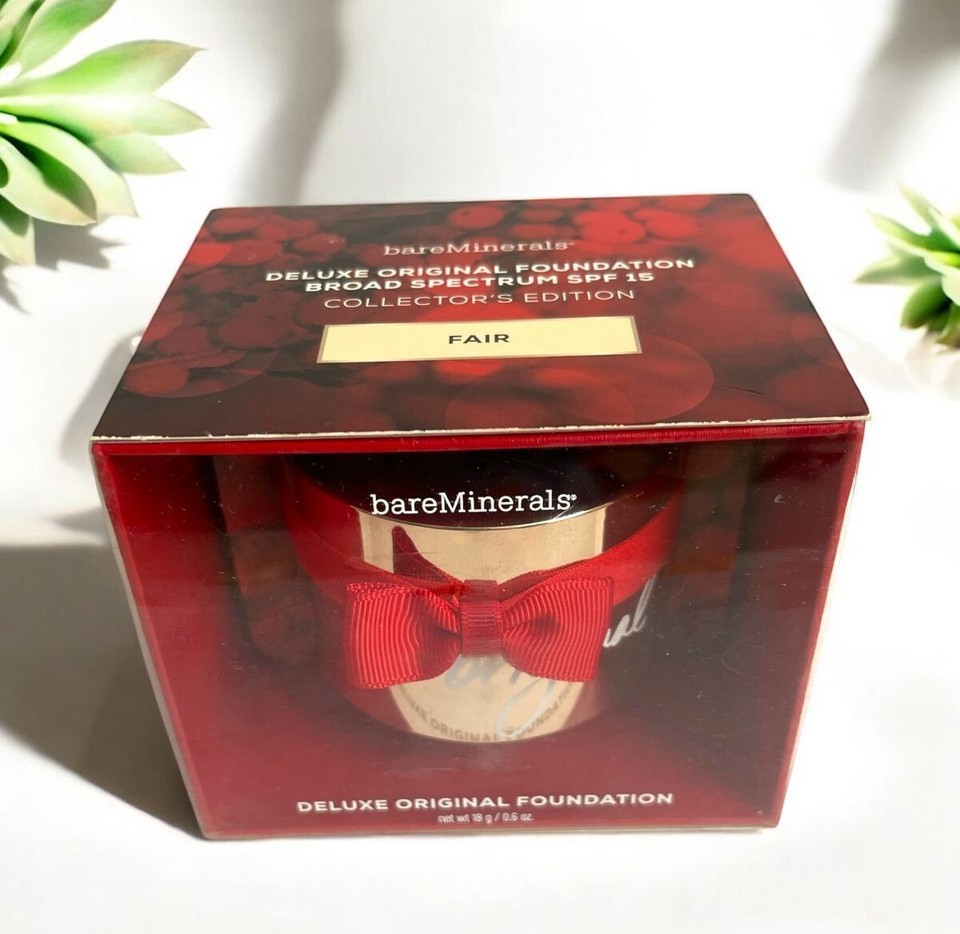 bareMinerals®
DELUXE ORIGINAL FOUNDATION
BROAD SPECTRUM SPF 15
COLLECTOR'S EDITION
FAIR
bareMinerals®
DELUXE ORIGINAL FOUNDATION
net wt 18 g / 0.6 oz.